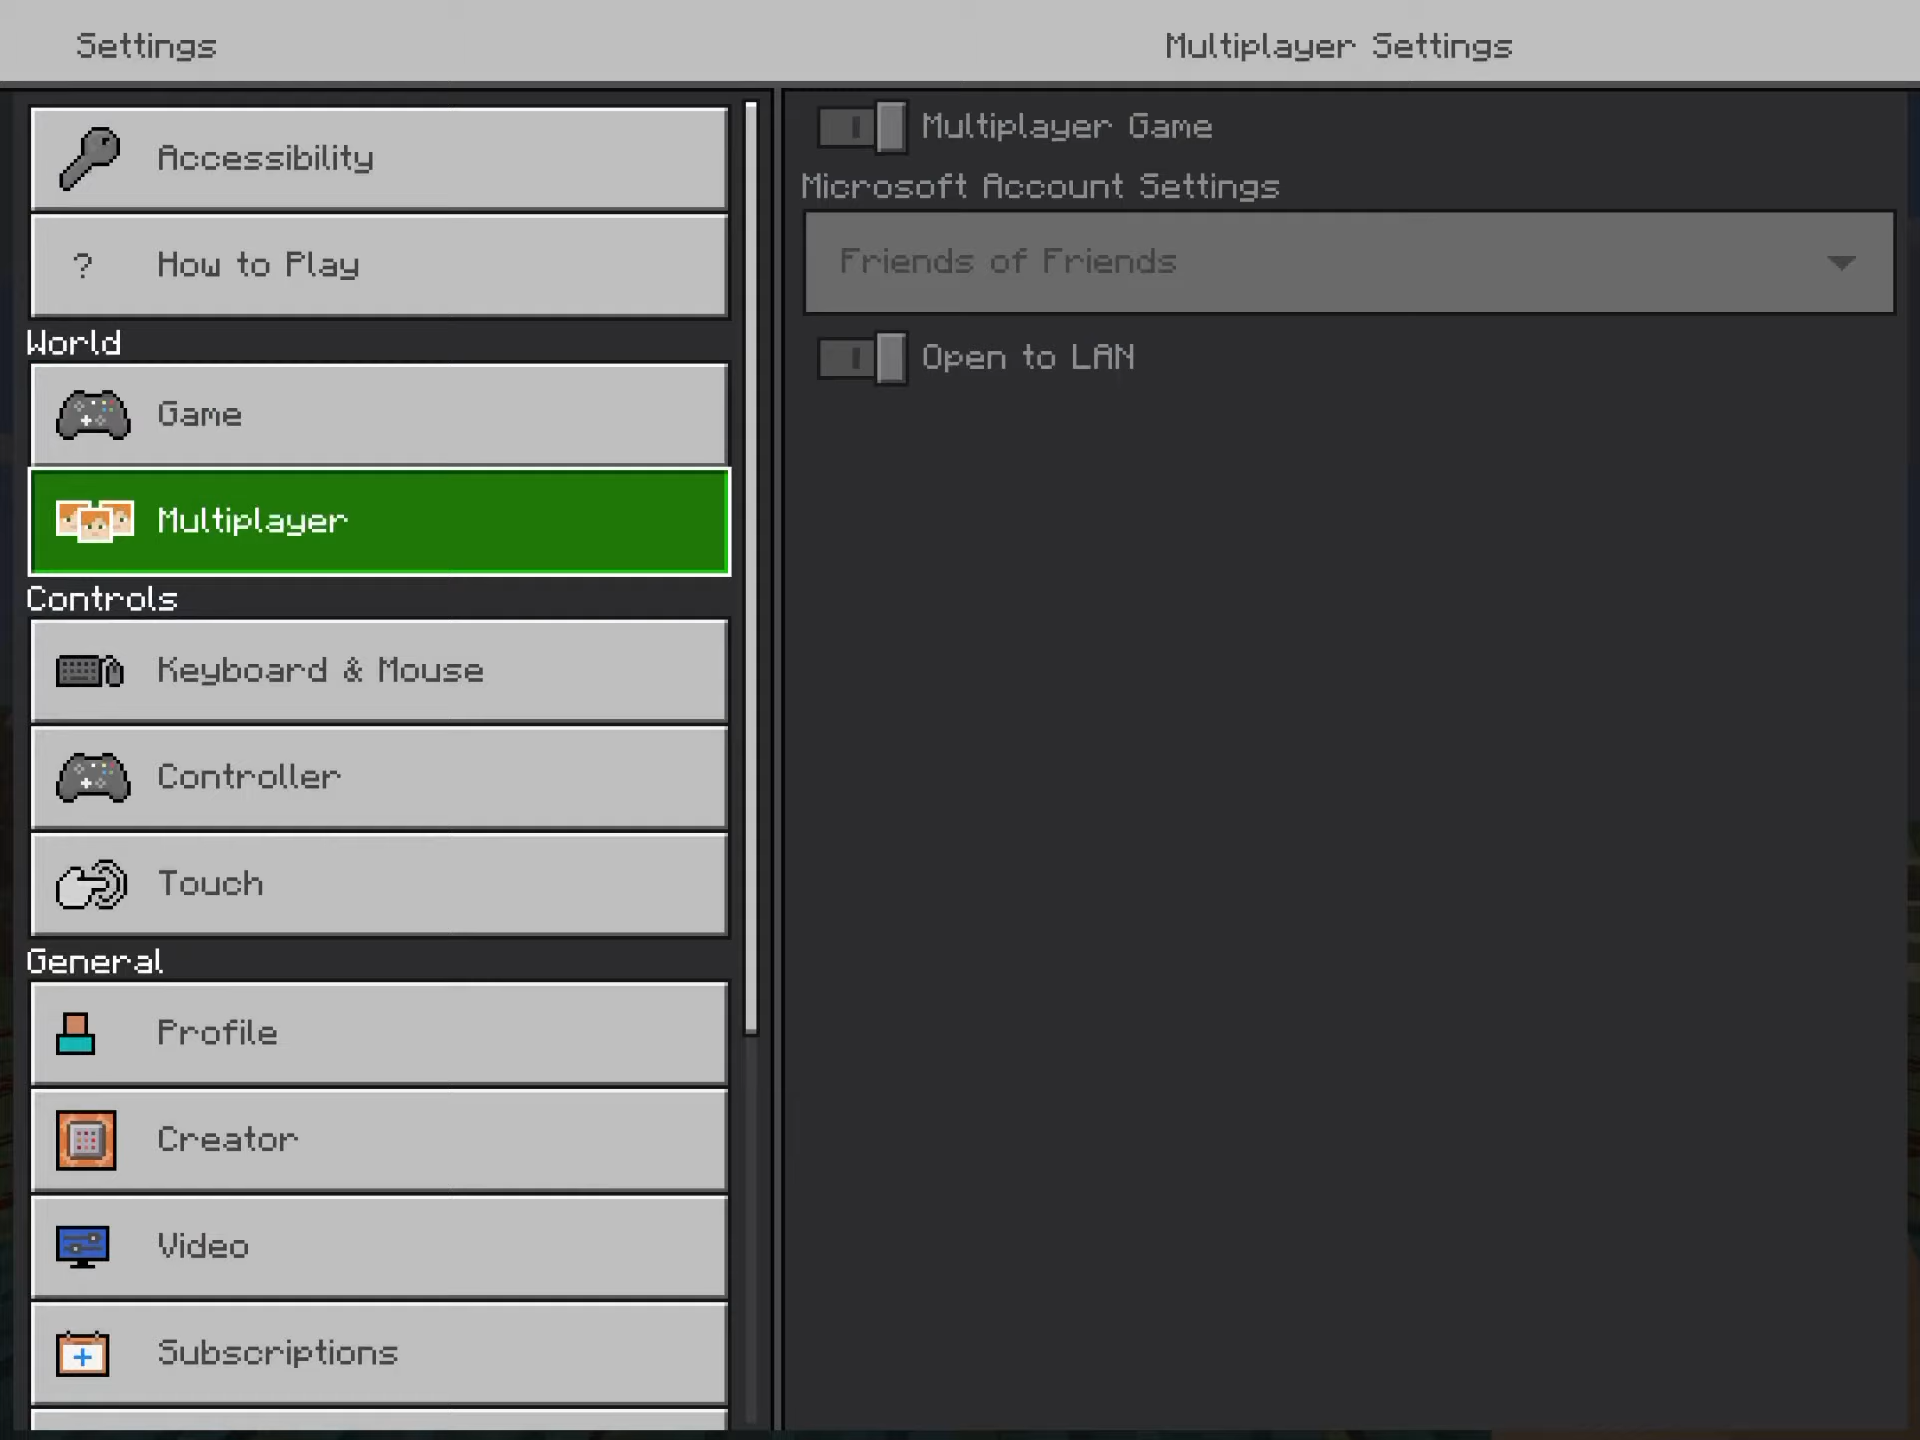 Settings
Multiplayer Settings
Accessibility
? How to Play
World
Game
Multiplayer
Controls
Keyboard & Mouse
Controller
Touch
General
Profile
Creator
Video
Subscriptions
Multiplayer Game
Microsoft Account Settings
Friends of Friends
Open to LAN